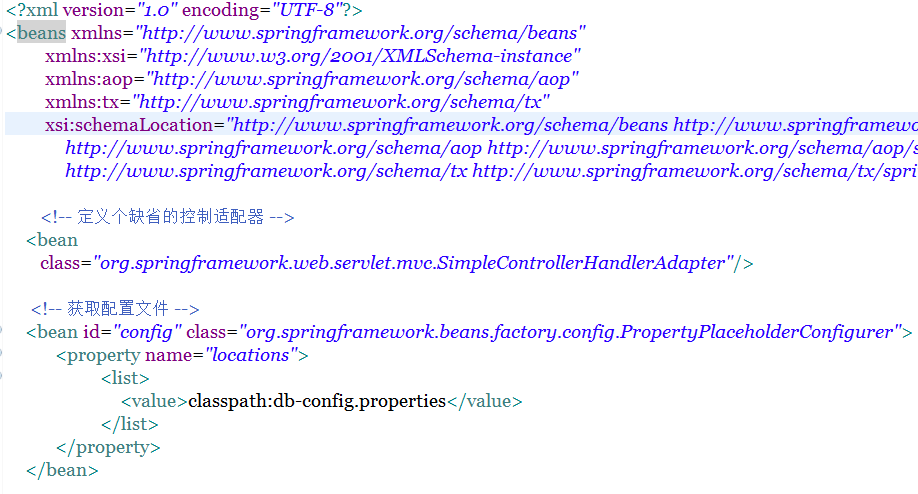 <?xml version="1.0" encoding="UTF-8"?>
<beans xmlns="http://www.springframework.org/schema/beans"
xmlns:xsi="http://www.w3.org/2001/XMLSchema-instance"
xmlns:aop="http://www.springframework.org/schema/aop"
xmlns:tx="http://www.springframework.org/schema/tx"
xsi:schemaLocation="http://www.springframework.org/schema/beans http://www.springframewo
http://www.springframework.org/schema/aop http://www.springframework.org/schema/aop/s
http://www.springframework.org/schema/tx http://www.springframework.org/schema/tx/spri
<!-- 定义个缺省的控制适配器 -->
<bean
class="org.springframework.web.servlet.mvc.SimpleControllerHandlerAdapter"/>
<!-- 获取配置文件 -->
<bean id="config" class="org.springframework.beans.factory.config.PropertyPlaceholderConfigurer">
<property name="locations">
<list>
<value>classpath:db-config.properties</value>
</list>
</property>
</bean>